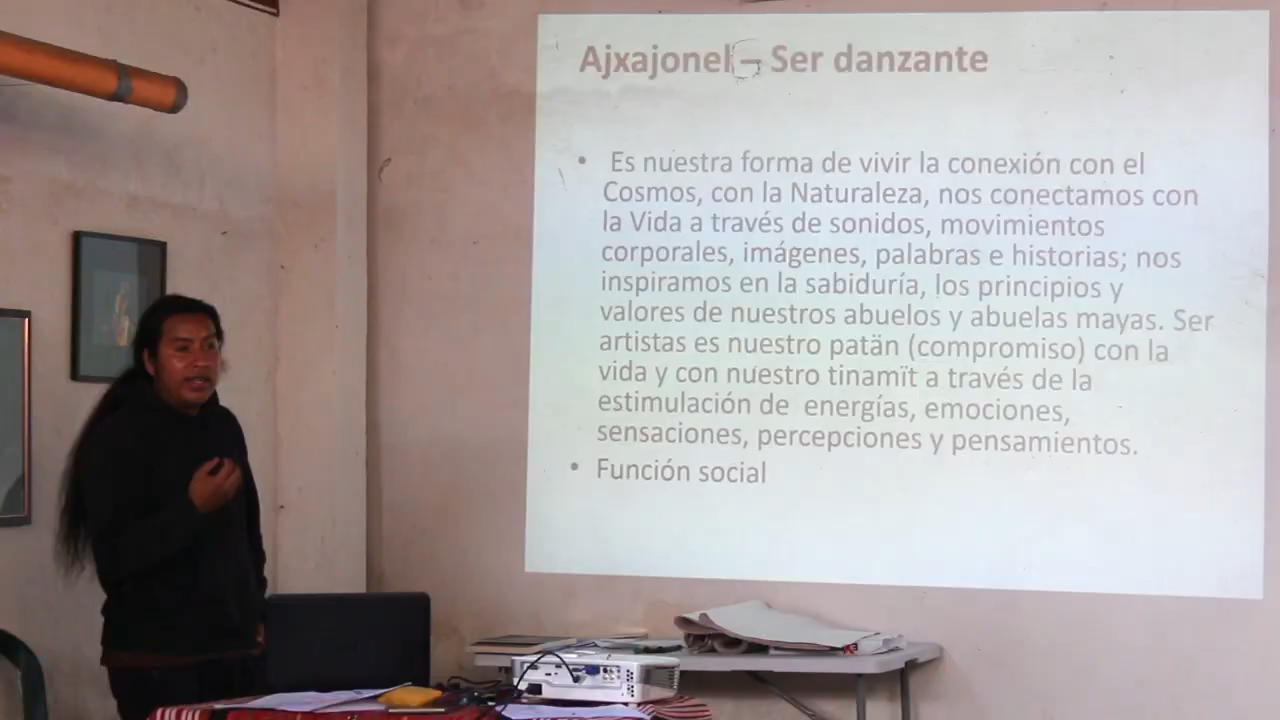 Ajxajonel – Ser danzante
• Es nuestra forma de vivir la conexión con el
Cosmos, con la Naturaleza, nos conectamos con
la Vida a través de sonidos, movimientos
corporales, imágenes, palabras e historias; nos
inspiramos en la sabiduría, los principios y
valores de nuestros abuelos y abuelas mayas. Ser
artistas es nuestro patän (compromiso) con la
vida y con nuestro tinamït a través de la
estimulación de energías, emociones,
sensaciones, percepciones y pensamientos.
• Función social